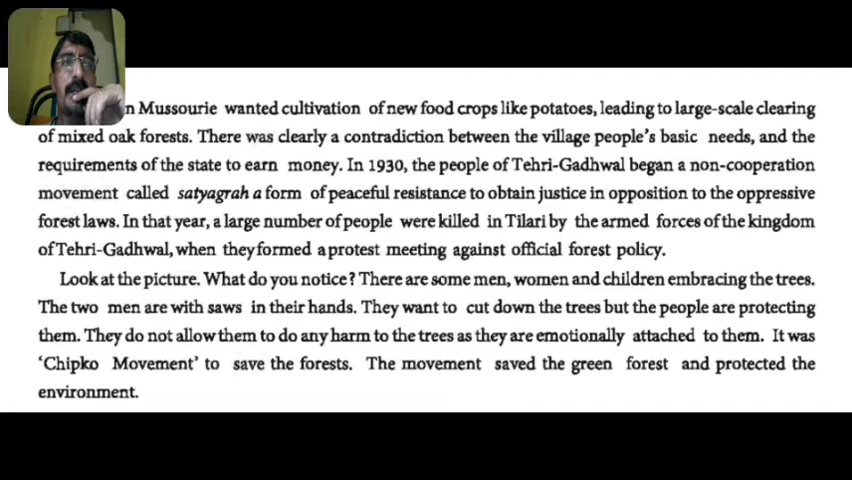 n Mussourie wanted cultivation of new food crops like potatoes, leading to large-scale clearing
of mixed oak forests. There was clearly a contradiction between the village people's basic needs, and the
requirements of the state to earn money. In 1930, the people of Tehri-Gadhwal began a non-cooperation
movement called satyagrah a form of peaceful resistance to obtain justice in opposition to the oppressive
forest laws. In that year, a large number of people were killed in Tilari by the armed forces of the kingdom
of Tehri-Gadhwal, when they formed a protest meeting against official forest policy.
Look at the picture. What do you notice? There are some men, women and children embracing the trees.
The two men are with saws in their hands. They want to cut down the trees but the people are protecting
them. They do not allow them to do any harm to the trees as they are emotionally attached to them. It was
'Chipko Movement' to save the forests. The movement saved the green forest and protected the
environment.